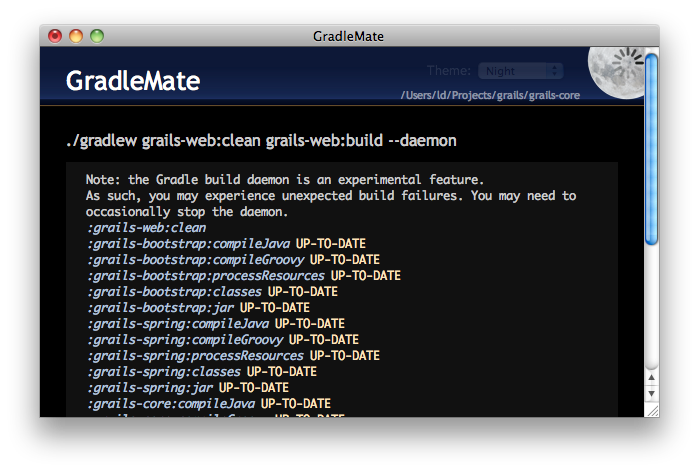 GradleMate
Theme: Night
GradleMate
/Users/ld/Projects/grails/grails-core
./gradlew grails-web:clean grails-web:build --daemon
Note: the Gradle build daemon is an experimental feature.
As such, you may experience unexpected build failures. You may need to
occasionally stop the daemon.
:grails-web:clean
:grails-bootstrap:compileJava UP-TO-DATE
:grails-bootstrap:compileGroovy UP-TO-DATE
:grails-bootstrap:processResources UP-TO-DATE
:grails-bootstrap:classes UP-TO-DATE
:grails-bootstrap:jar UP-TO-DATE
:grails-spring:compileJava UP-TO-DATE
:grails-spring:compileGroovy UP-TO-DATE
:grails-spring:processResources UP-TO-DATE
:grails-spring:classes UP-TO-DATE
:grails-spring:jar UP-TO-DATE
:grails-core:compileJava UP-TO-DATE